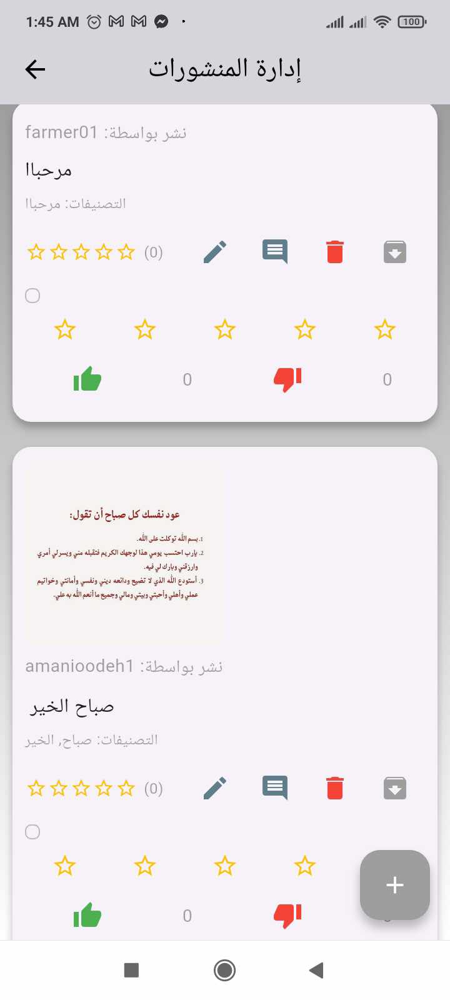 1:45 AM
100
إدارة المنشورات
نشر بواسطة: farmer01
مرحباا
التصنيفات: مرحباا
(0)
0 0
عود نفسك كل صباح أن تقول:
1. بسم الله توكلت على الله.
2. يارب احتسب يومي هذا لوجهك الكريم فتقبله مني ويسرلي أمري
وارزقني وبارك لي فيه.
3. أستودع الله الذي لا تضيع ودائعه ديني ونفسي وأمانتي وخواتيم
عملي وأهلي وأحبتي وبيتي ومالي وجميع ما أنعم الله به علي.
نشر بواسطة: amanioodeh1
صباح الخير
التصنيفات: صباح, الخير
(0)
0